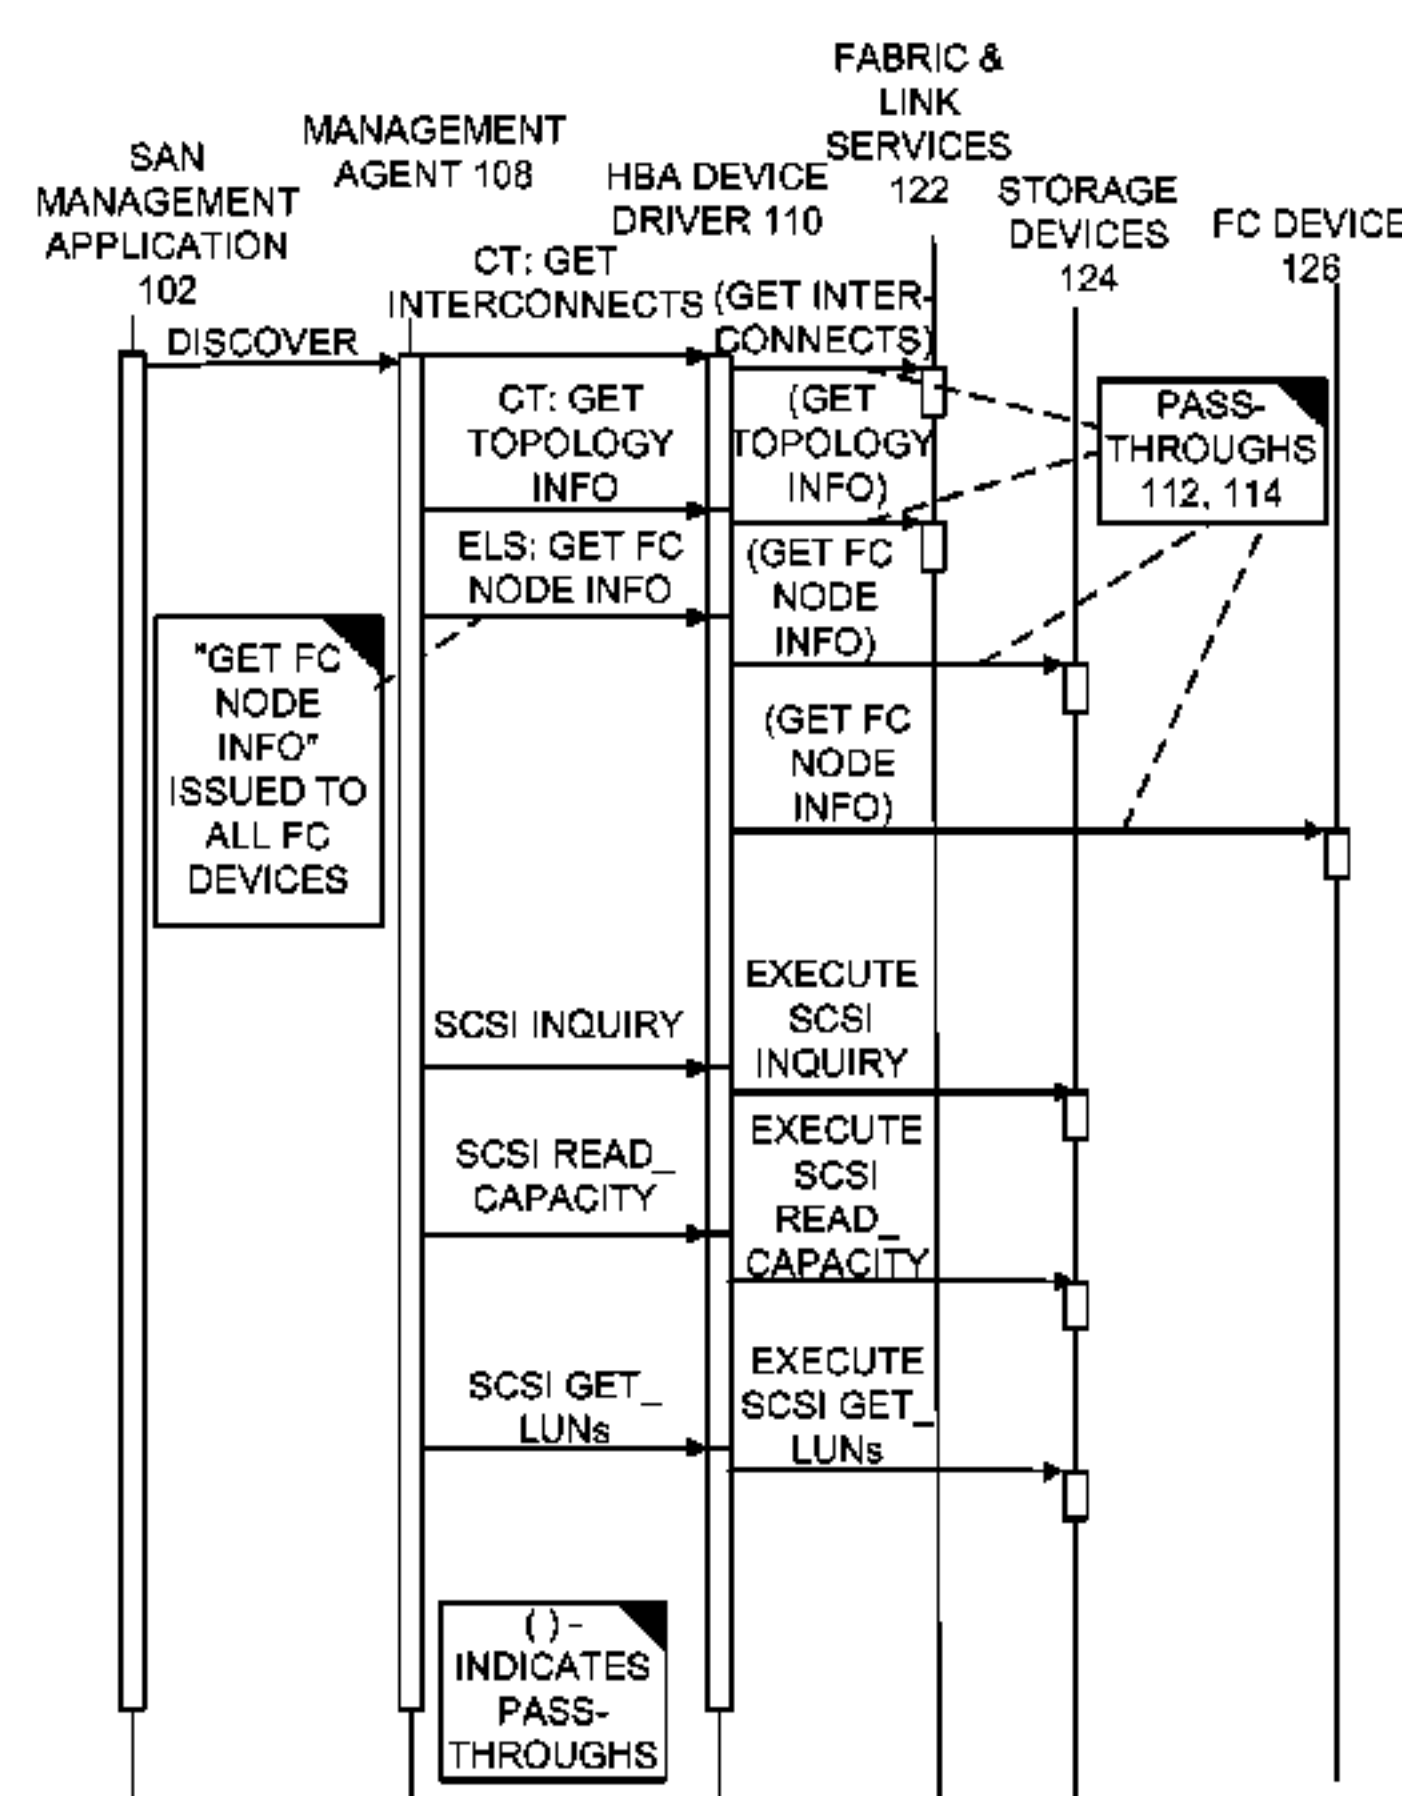 SAN
MANAGEMENT
APPLICATION
102
MANAGEMENT
AGENT 108
HBA DEVICE
DRIVER 110
FABRIC &
LINK
SERVICES
122
STORAGE
DEVICES
124
FC DEVICE
126
DISCOVER
CT: GET
INTERCONNECTS
(GET INTER-
CONNECTS)
CT: GET
TOPOLOGY
INFO
(GET
TOPOLOGY
INFO)
PASS-
THROUGHS
112, 114
ELS: GET FC
NODE INFO
(GET FC
NODE
INFO)
"GET FC
NODE
INFO"
ISSUED TO
ALL FC
DEVICES
(GET FC
NODE
INFO)
SCSI INQUIRY
EXECUTE
SCSI
INQUIRY
SCSI READ_
CAPACITY
EXECUTE
SCSI
READ_
CAPACITY
SCSI GET_
LUNs
EXECUTE
SCSI GET_
LUNs
( ) -
INDICATES
PASS-
THROUGHS